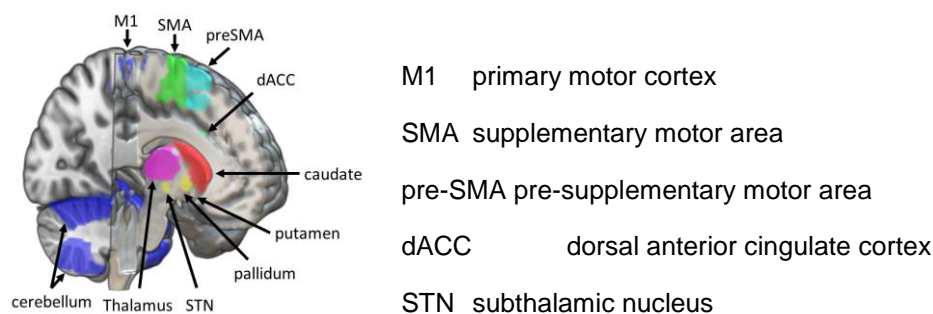 M1
SMA
preSMA
dACC
caudate
putamen
pallidum
cerebellum Thalamus STN
M1 primary motor cortex
SMA supplementary motor area
pre-SMA pre-supplementary motor area
dACC dorsal anterior cingulate cortex
STN subthalamic nucleus